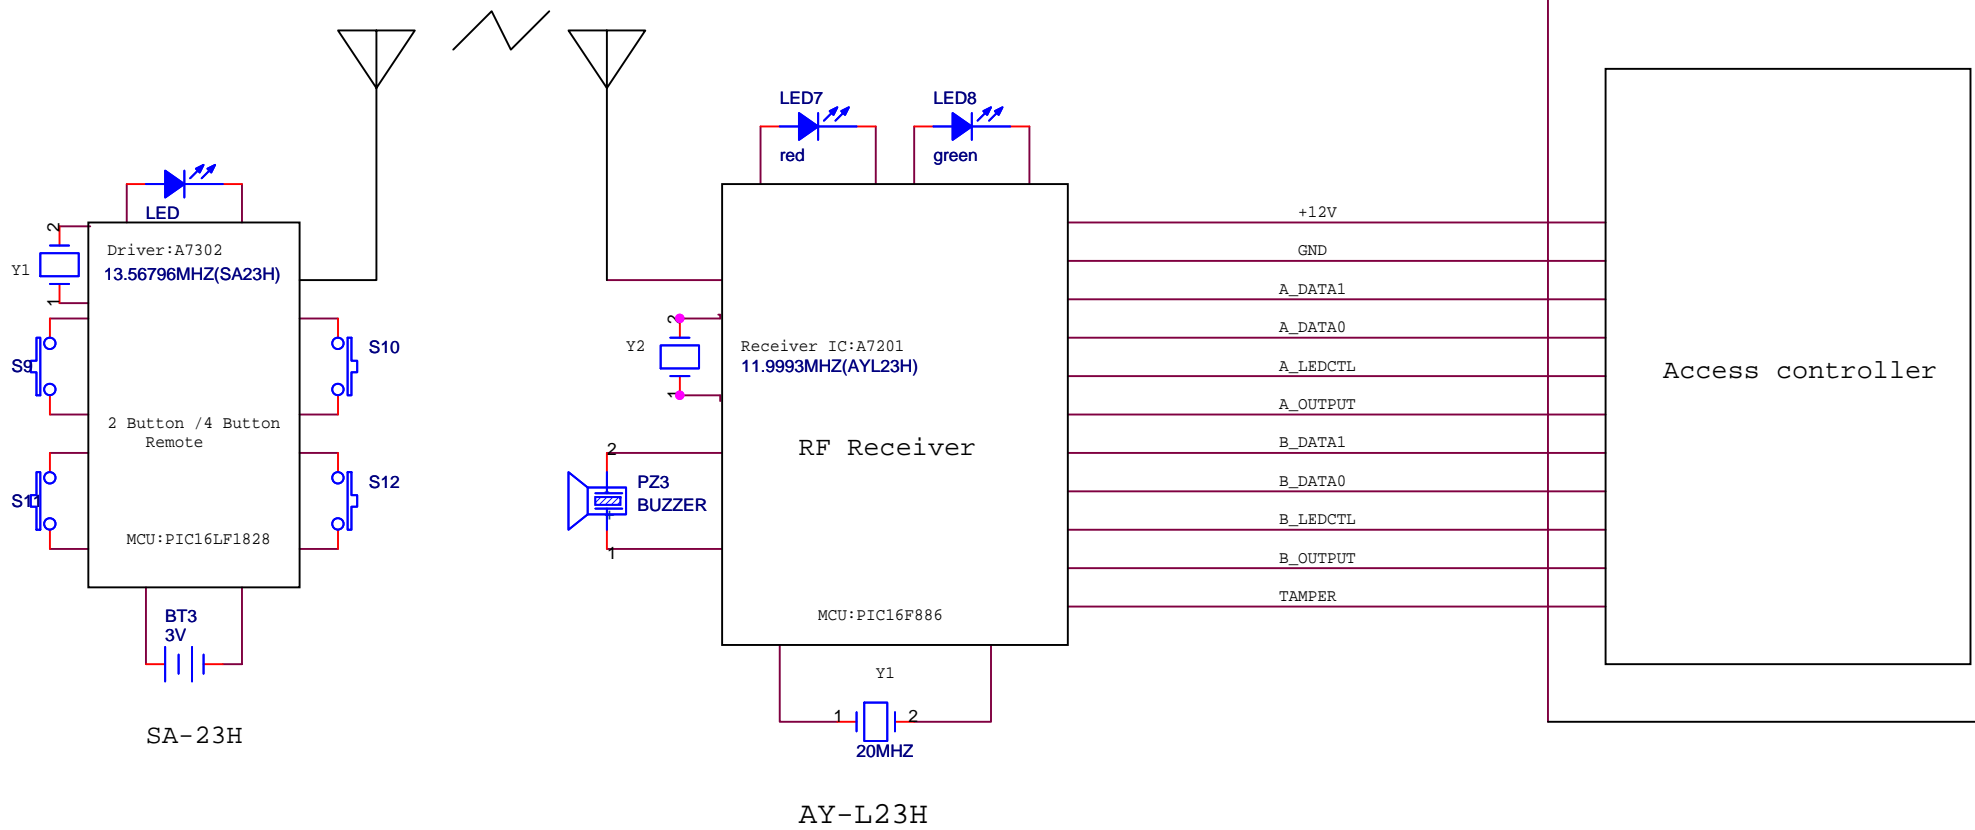 LED
2
Y1
1
Driver:A7302
13.56796MHZ(SA23H)
S9
S10
2 Button /4 Button
Remote
S11
S12
MCU:PIC16LF1828
BT3
3V
SA-23H
LED7
red
LED8
green
2
Y2
1
Receiver IC:A7201
11.9993MHZ(AYL23H)
RF Receiver
2
PZ3
BUZZER
1
MCU:PIC16F886
Y1
1
2
20MHZ
AY-L23H
+12V
GND
A_DATA1
A_DATA0
A_LEDCTL
A_OUTPUT
B_DATA1
B_DATA0
B_LEDCTL
B_OUTPUT
TAMPER
Access controller